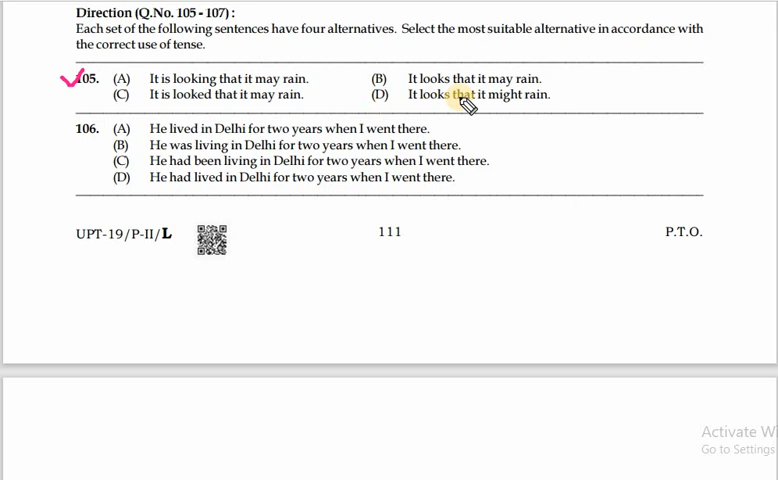 Direction (Q.No. 105 - 107) :
Each set of the following sentences have four alternatives. Select the most suitable alternative in accordance with
the correct use of tense.
105. (A) It is looking that it may rain. (B) It looks that it may rain.
(C) It is looked that it may rain. (D) It looks that it might rain.
106. (A) He lived in Delhi for two years when I went there.
(B) He was living in Delhi for two years when I went there.
(C) He had been living in Delhi for two years when I went there.
(D) He had lived in Delhi for two years when I went there.
UPT-19/P-II/L 111 P.T.O.
Activate Wi
Go to Settings